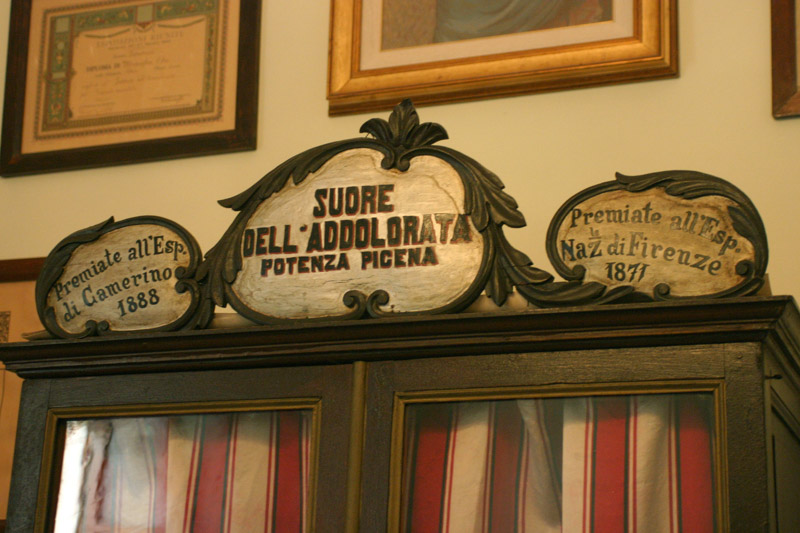 Premiate all'Esp.
di Camerino
1888
SUORE
DELL'ADDOLORATA
POTENZA PICENA
Premiate all'Esp.
Naz di Firenze
1871